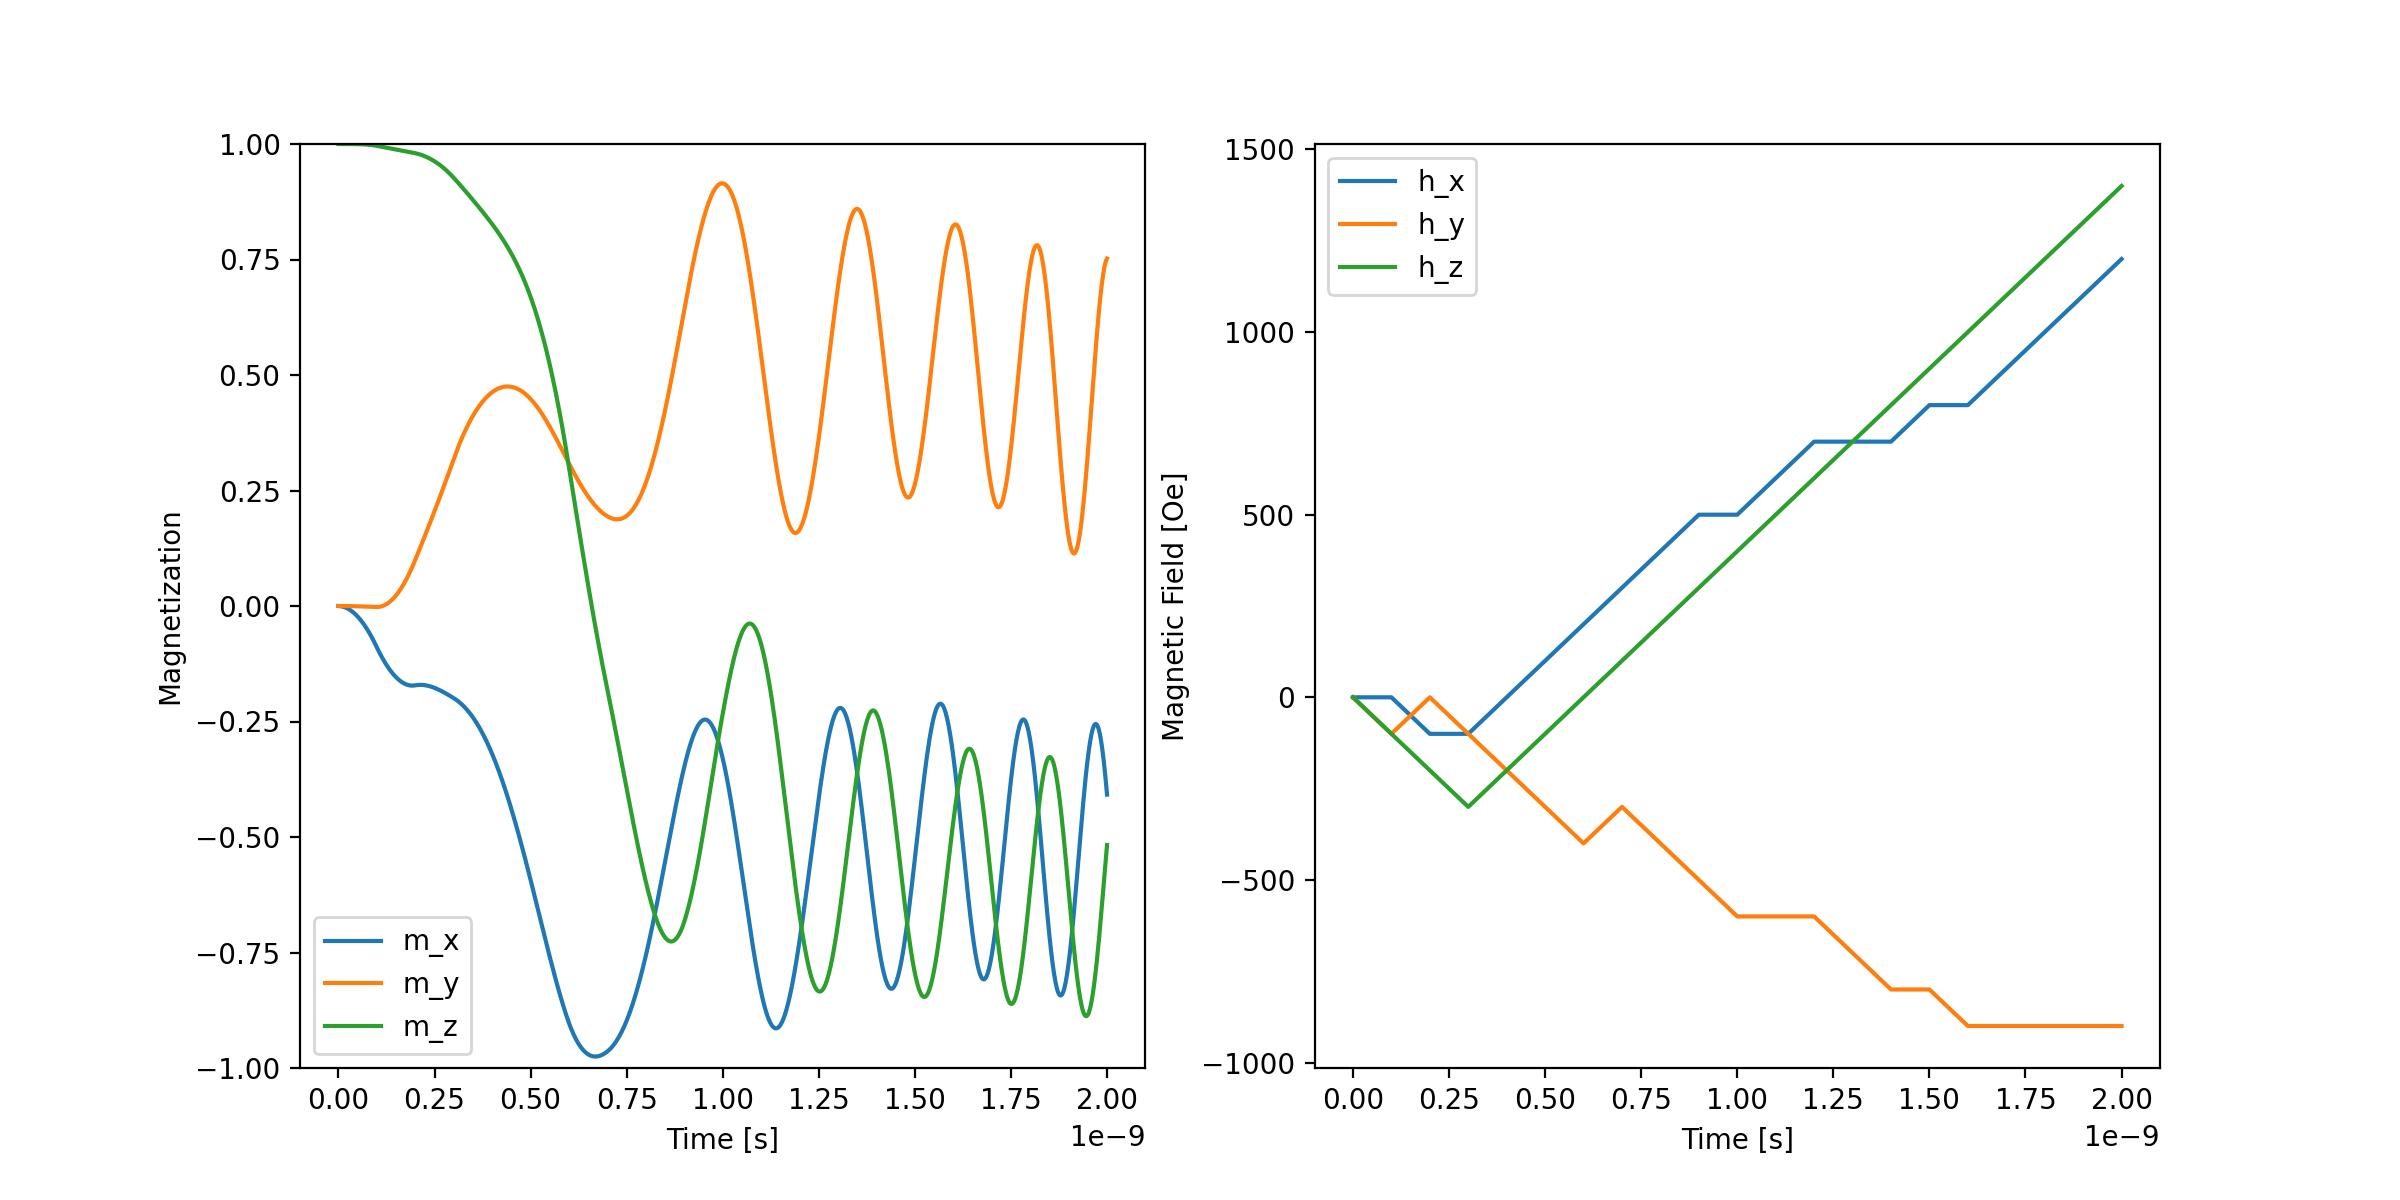 1.00
0.75
0.50
0.25
0.00
−0.25
−0.50
−0.75
−1.00
Magnetization
m_x
m_y
m_z
0.00 0.25 0.50 0.75 1.00 1.25 1.50 1.75 2.00
Time [s]
1e−9
1500
1000
500
0
−500
−1000
Magnetic Field [Oe]
h_x
h_y
h_z
0.00 0.25 0.50 0.75 1.00 1.25 1.50 1.75 2.00
Time [s]
1e−9